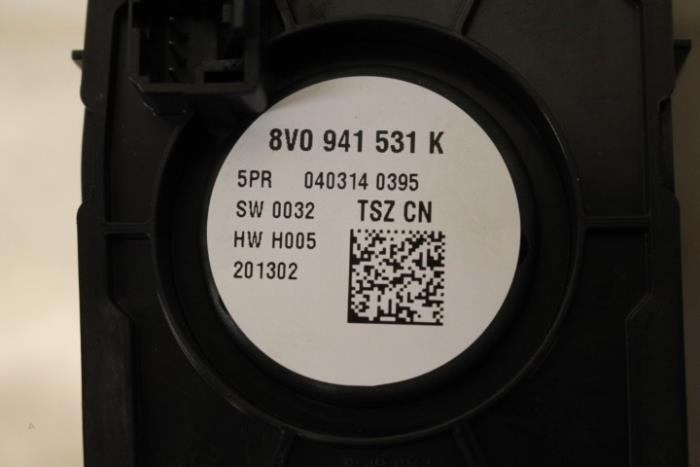 8V0 941 531 K
5PR 040314 0395
SW 0032 TSZ CN
HW H005
201302